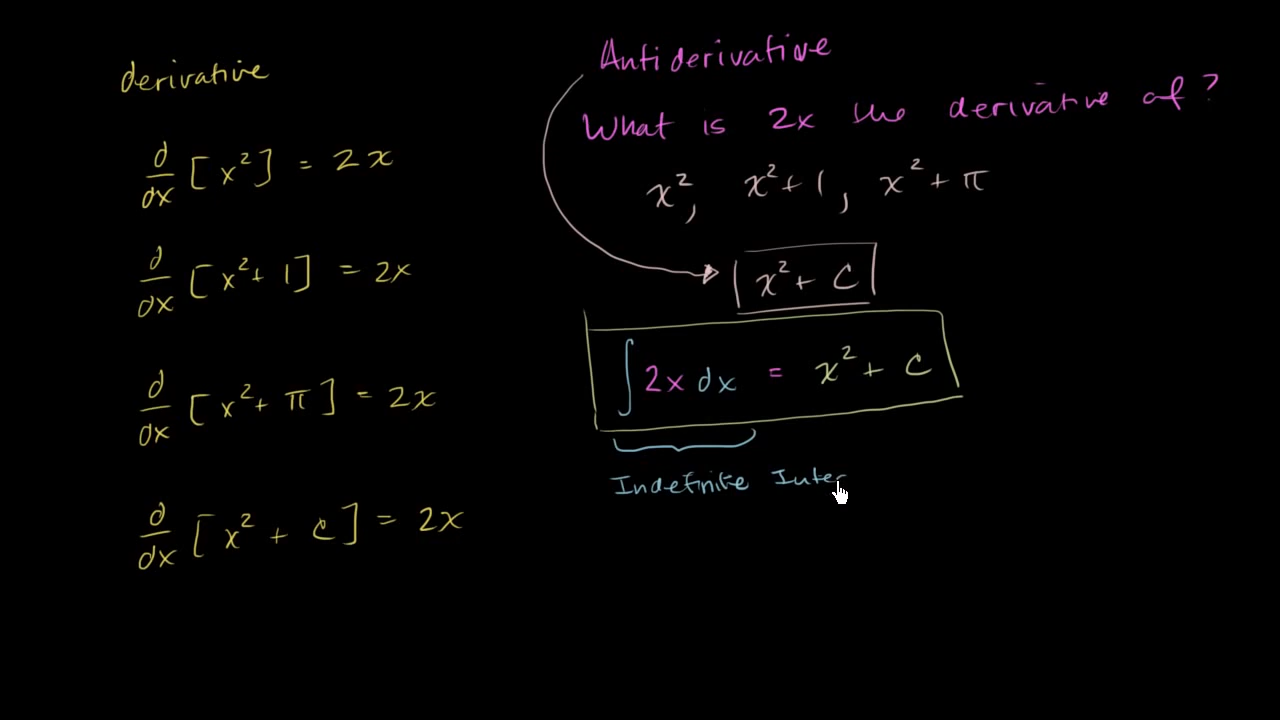 derivative
d/dx [x²] = 2x
d/dx [x² + 1] = 2x
d/dx [x² + π] = 2x
d/dx [x² + c] = 2x
Antiderivative
What is 2x the derivative of?
x², x² + 1, x² + π
x² + C
∫ 2x dx = x² + C
Indefinite Inter